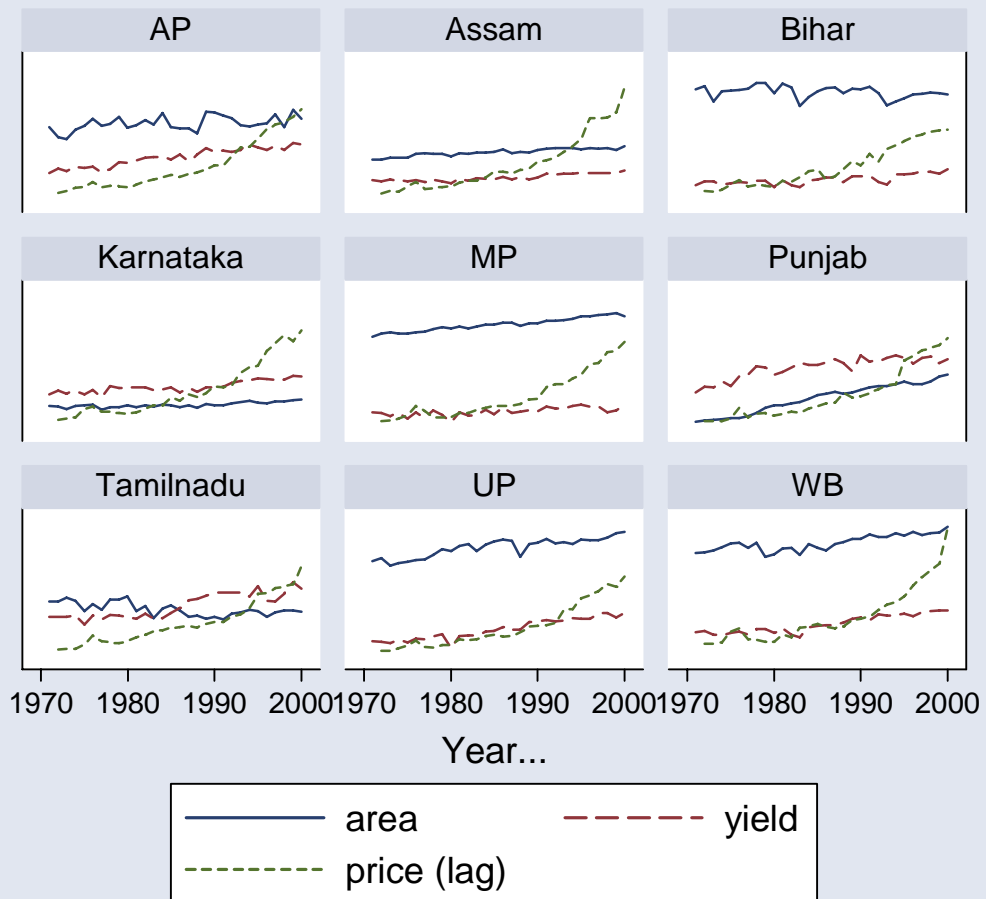 AP Assam Bihar
Karnataka MP Punjab
Tamilnadu UP WB
1970 1980 1990 2000 1970 1980 1990 2000 1970 1980 1990 2000
Year...
area yield
price (lag)